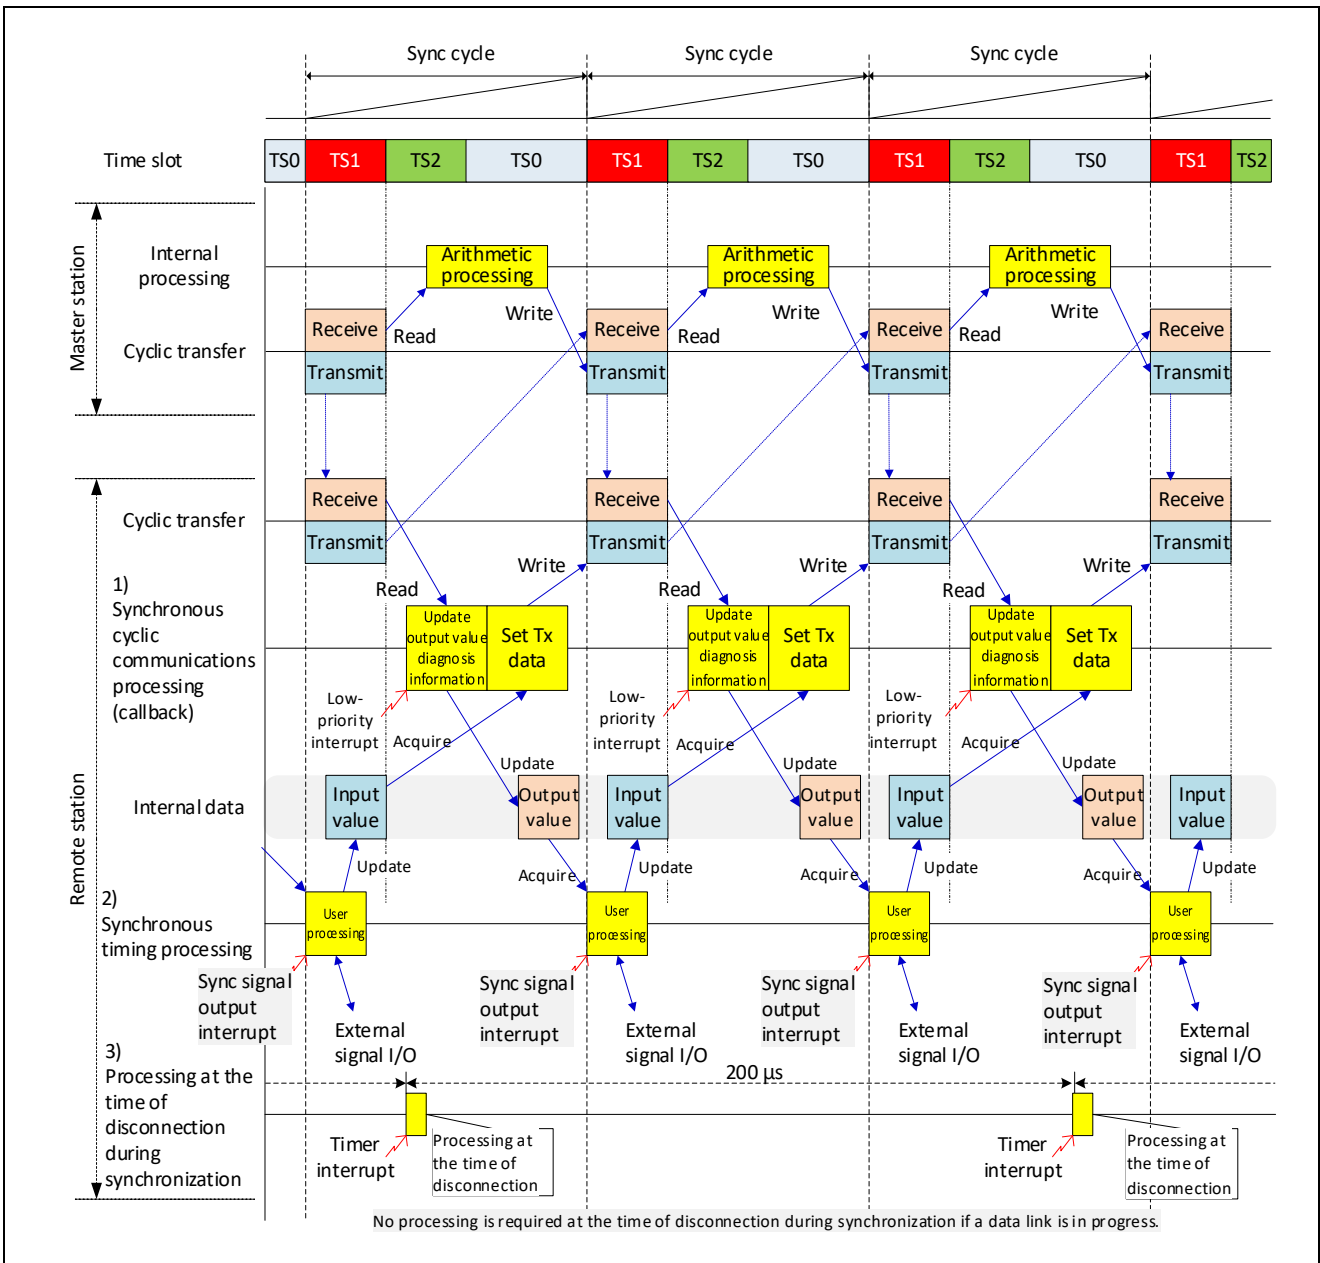 Sync cycle Sync cycle Sync cycle
Time slot TS0 TS1 TS2 TS0 TS1 TS2 TS0 TS1 TS2 TS0 TS1 TS2
Master station
Internal
processing
Arithmetic
processing
Arithmetic
processing
Arithmetic
processing
Read Write Read Write Read Write
Cyclic transfer
Receive Receive Receive Receive
Transmit Transmit Transmit Transmit
Remote station
Cyclic transfer
Receive Receive Receive Receive
Transmit Transmit Transmit Transmit
Read Write Read Write Read Write
1)
Synchronous
cyclic
communications
processing
(callback)
Update
output value
diagnosis
information
Set Tx
data
Update
output value
diagnosis
information
Set Tx
data
Update
output value
diagnosis
information
Set Tx
data
Low-
priority
interrupt
Low-
priority
interrupt
Low-
priority
interrupt
Acquire Update Acquire Update Acquire Update
Internal data
Input
value
Output
value
Input
value
Output
value
Input
value
Output
value
Input
value
Update Acquire Update Acquire Update Acquire Update
2)
Synchronous
timing processing
User
processing
User
processing
User
processing
User
processing
Sync signal
output
interrupt
Sync signal
output
interrupt
Sync signal
output
interrupt
Sync signal
output
interrupt
External
signal I/O
External
signal I/O
External
signal I/O
External
signal I/O
3)
Processing at the
time of
disconnection
during
synchronization
200 µs
Timer
interrupt
Processing at
the time of
disconnection
Timer
interrupt
Processing at
the time of
disconnection
No processing is required at the time of disconnection during synchronization if a data link is in progress.